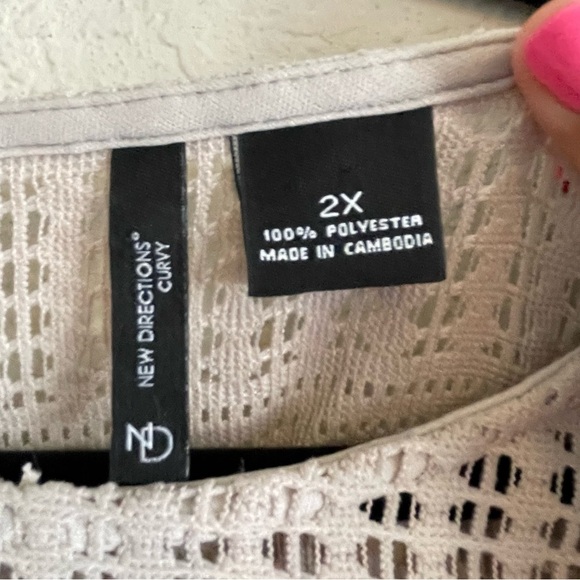 NEW DIRECTIONS®
CURVY
ND
2X
100% POLYESTER
MADE IN CAMBODIA